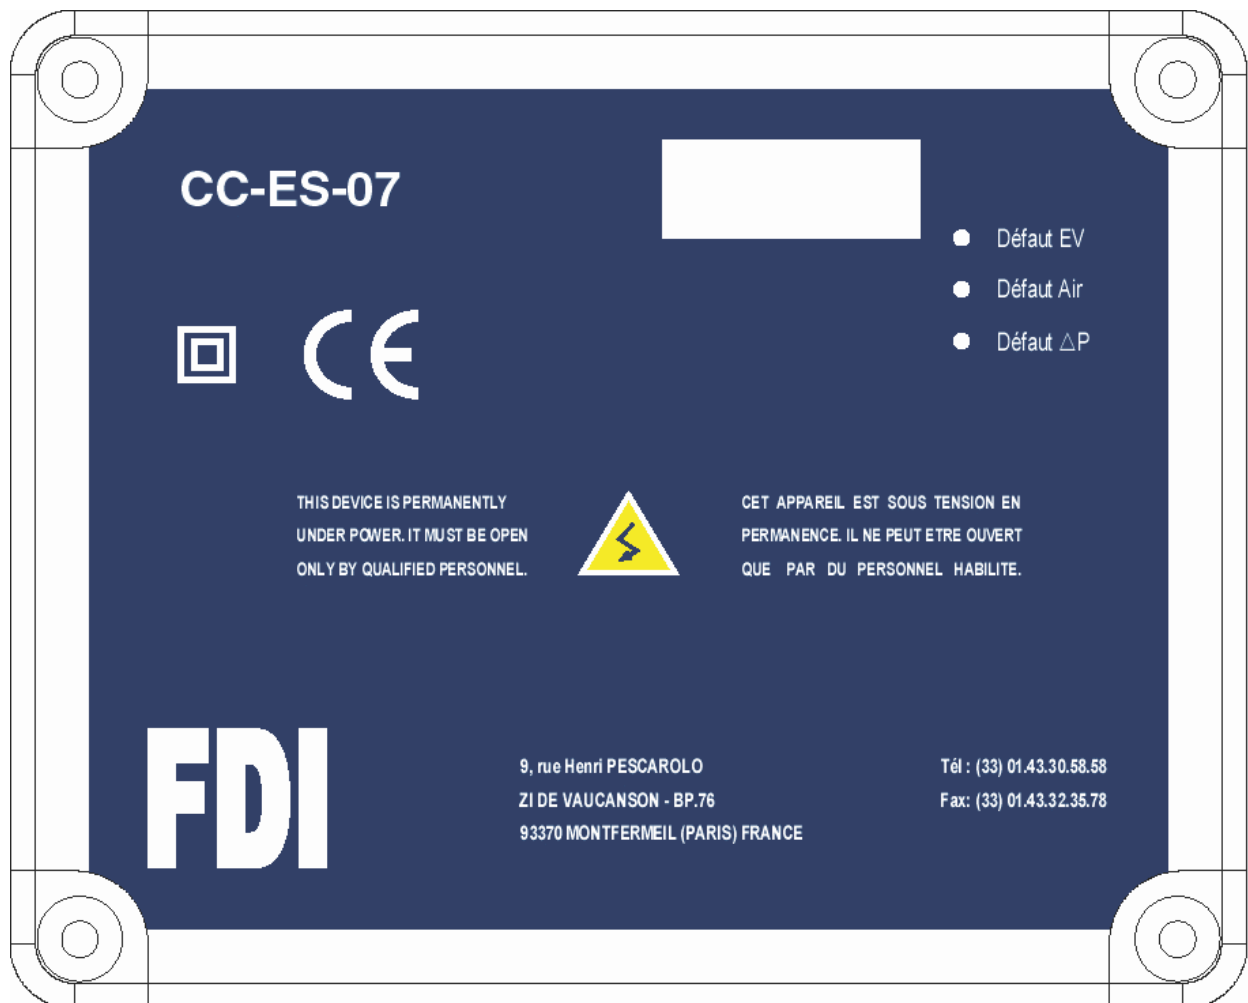 CC-ES-07
Défaut EV
Défaut Air
Défaut △P
CE
THIS DEVICE IS PERMANENTLY
UNDER POWER. IT MUST BE OPEN
ONLY BY QUALIFIED PERSONNEL.
CET APPAREIL EST SOUS TENSION EN
PERMANENCE. IL NE PEUT ETRE OUVERT
QUE PAR DU PERSONNEL HABILITE.
FDI
9, rue Henri PESCAROLO
ZI DE VAUCANSON - BP.76
93370 MONTFERMEIL (PARIS) FRANCE
Tél : (33) 01.43.30.58.58
Fax: (33) 01.43.32.35.78